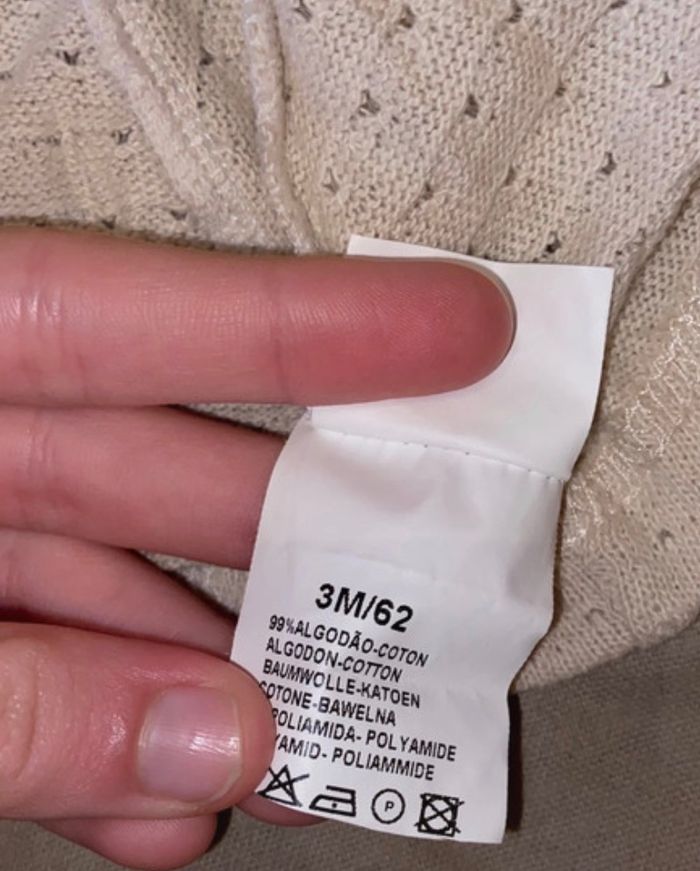 3M/62
99%ALGODÃO-COTON
ALGODON-COTTON
BAUMWOLLE-KATOEN
COTONE-BAWELNA
POLIAMIDA- POLYAMIDE
YAMID- POLIAMMIDE
P